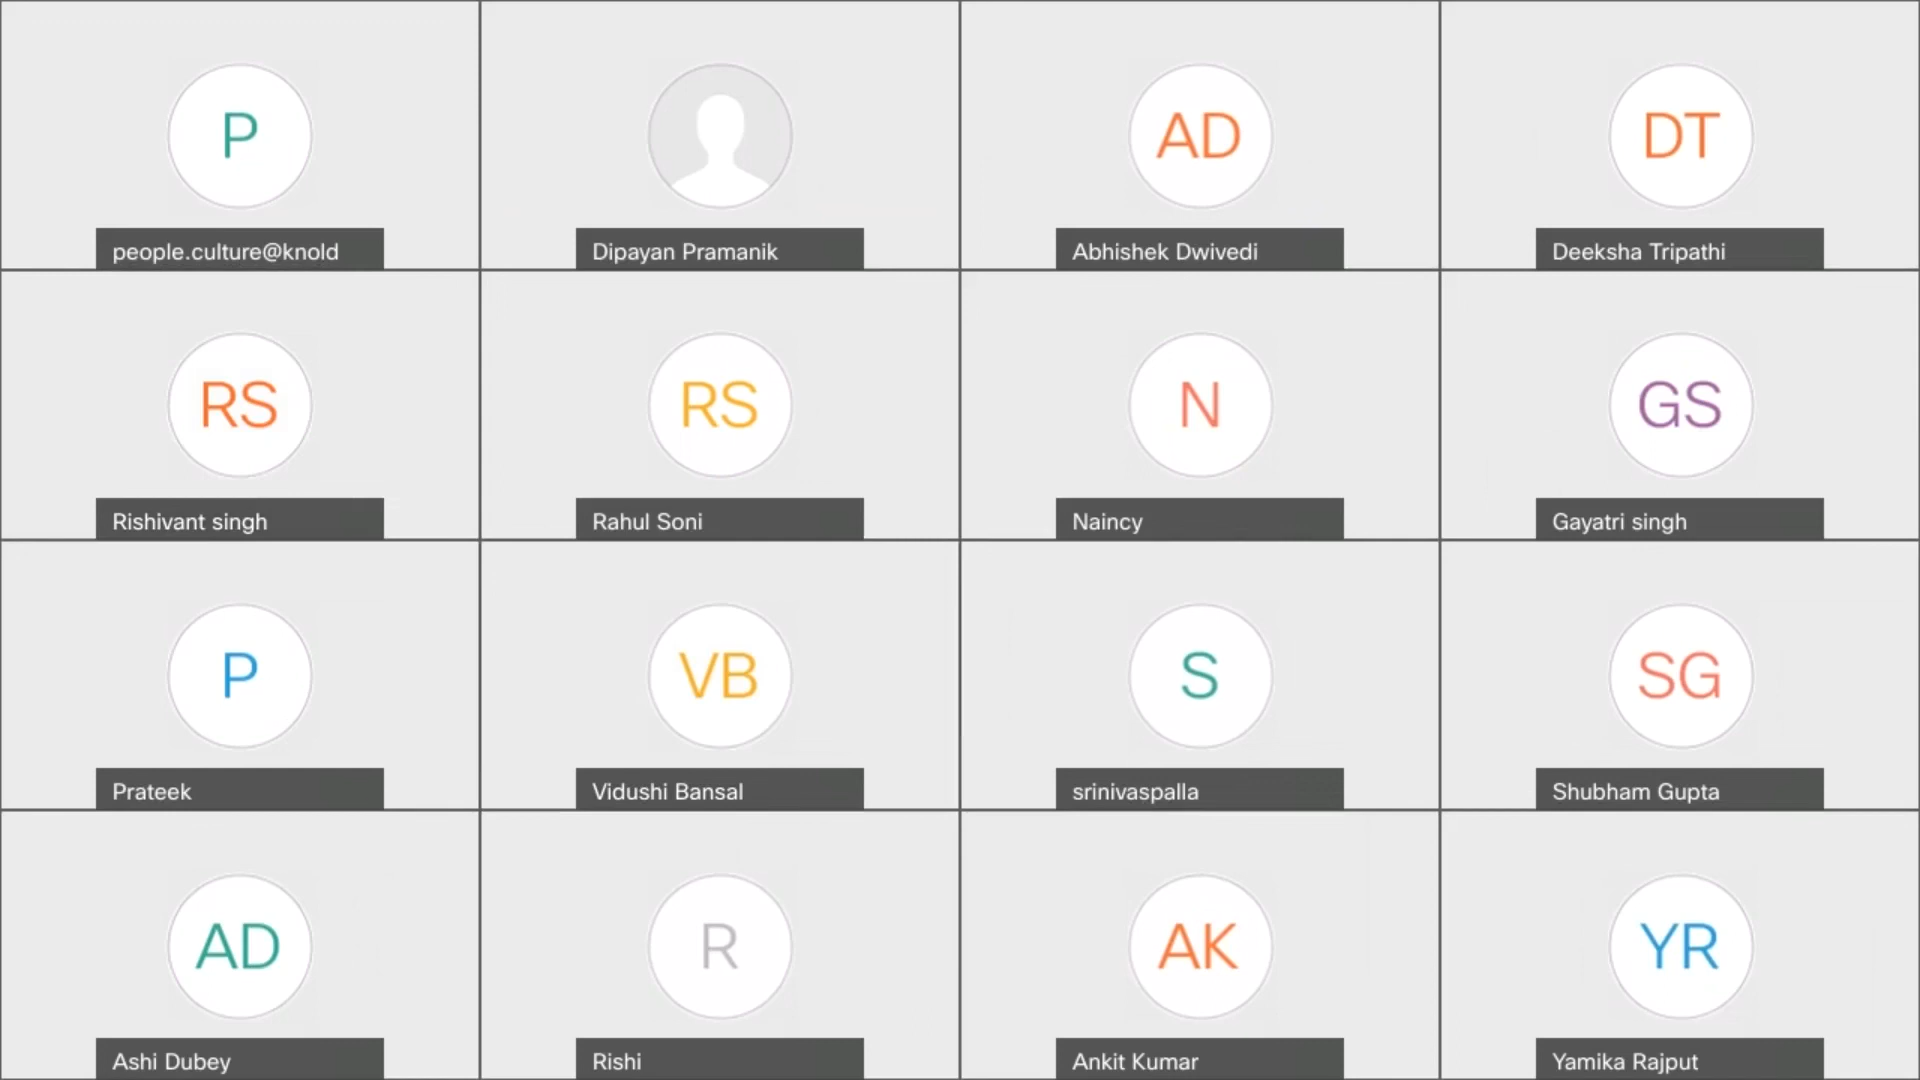 P
people.culture@knold
Dipayan Pramanik
AD
Abhishek Dwivedi
DT
Deeksha Tripathi
RS
Rishivant singh
RS
Rahul Soni
N
Naincy
GS
Gayatri singh
P
Prateek
VB
Vidushi Bansal
S
srinivaspalla
SG
Shubham Gupta
AD
Ashi Dubey
R
Rishi
AK
Ankit Kumar
YR
Yamika Rajput